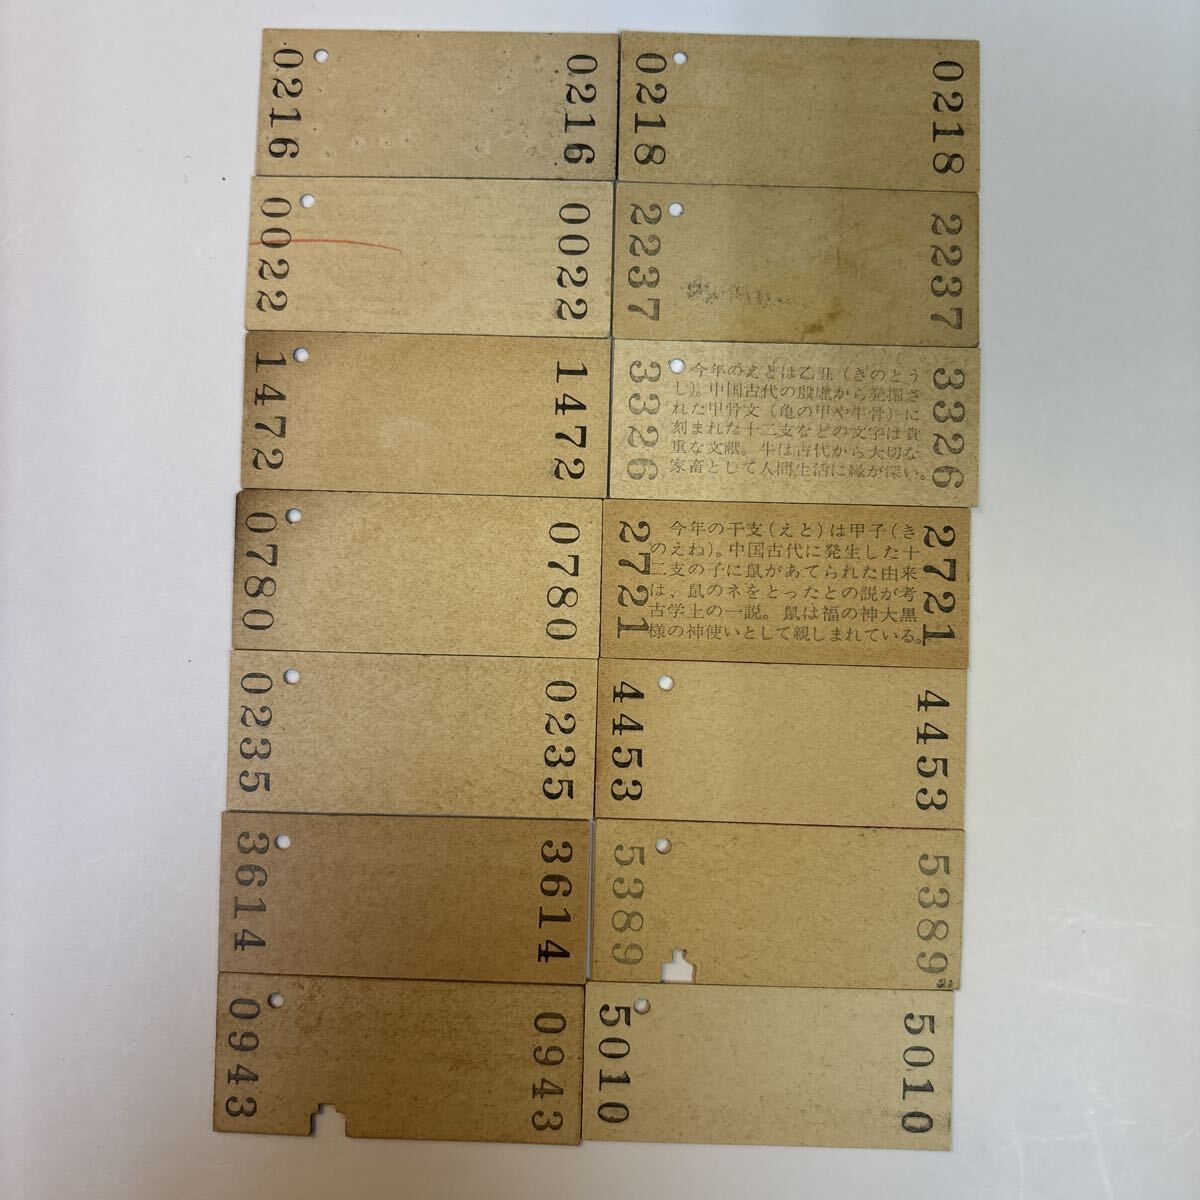 0216
0216
0218
0218
0022
0022
2237
2237
1472
1472
3326
今年のえとは乙丑(きのとう
し)。中国古代の殷虚から発掘さ
れた甲骨文(亀の甲や牛骨)に
刻まれた十二支などの文字は貴
重な文献。牛は古代から大切な
家畜として人間生活に縁が深い。
3326
0780
0780
2721
今年の干支(えと)は甲子(き
のえね)。中国古代に発生した十
二支の子に鼠があてられた由来
は、鼠のネをとったとの説が考
古学上の一説。鼠は福の神大黒
様の神使いとして親しまれている。
2721
0235
0235
4453
4453
3614
3614
5389
5389
0943
0943
5010
5010